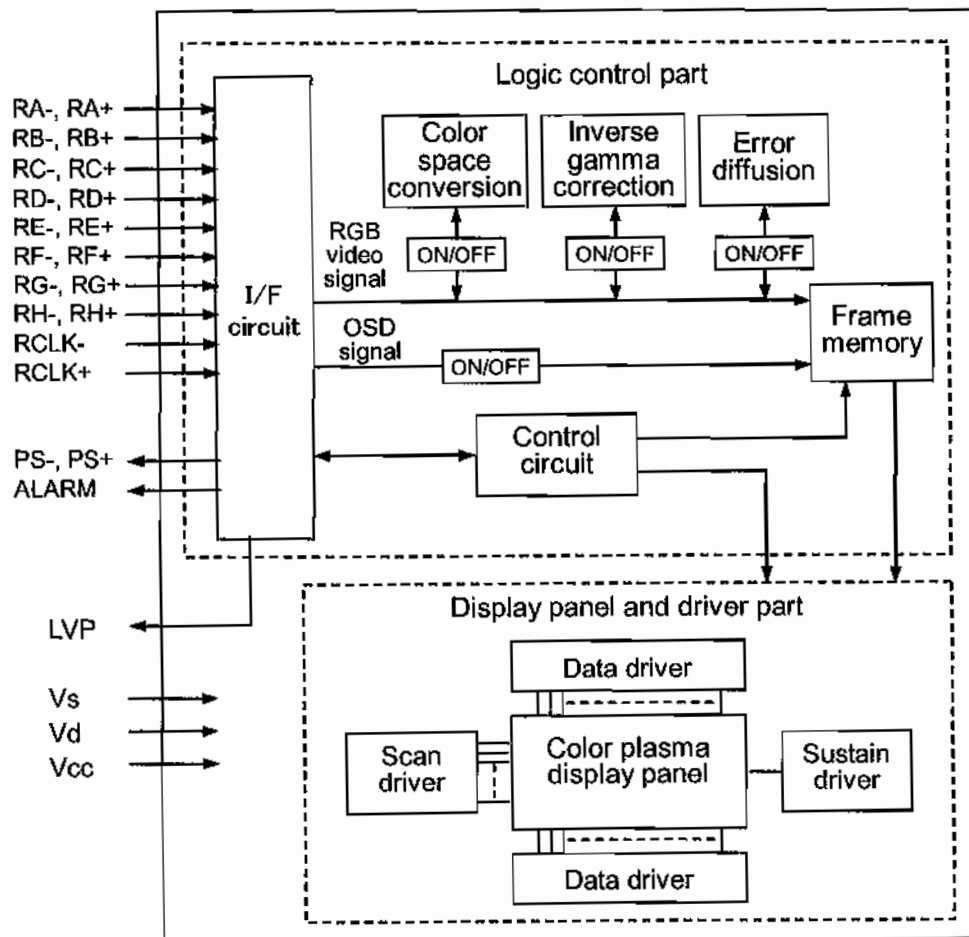 Logic control part
RA-, RA+
RB-, RB+
RC-, RC+
RD-, RD+
RE-, RE+
RF-, RF+
RG-, RG+
RH-, RH+
RCLK-
RCLK+
PS-, PS+
ALARM
LVP
Vs
Vd
Vcc
I/F
circuit
Color
space
conversion
Inverse
gamma
correction
Error
diffusion
RGB
video
signal
ON/OFF
ON/OFF
ON/OFF
OSD
signal
ON/OFF
Frame
memory
Control
circuit
Display panel and driver part
Data driver
Scan
driver
Color plasma
display panel
Sustain
driver
Data driver